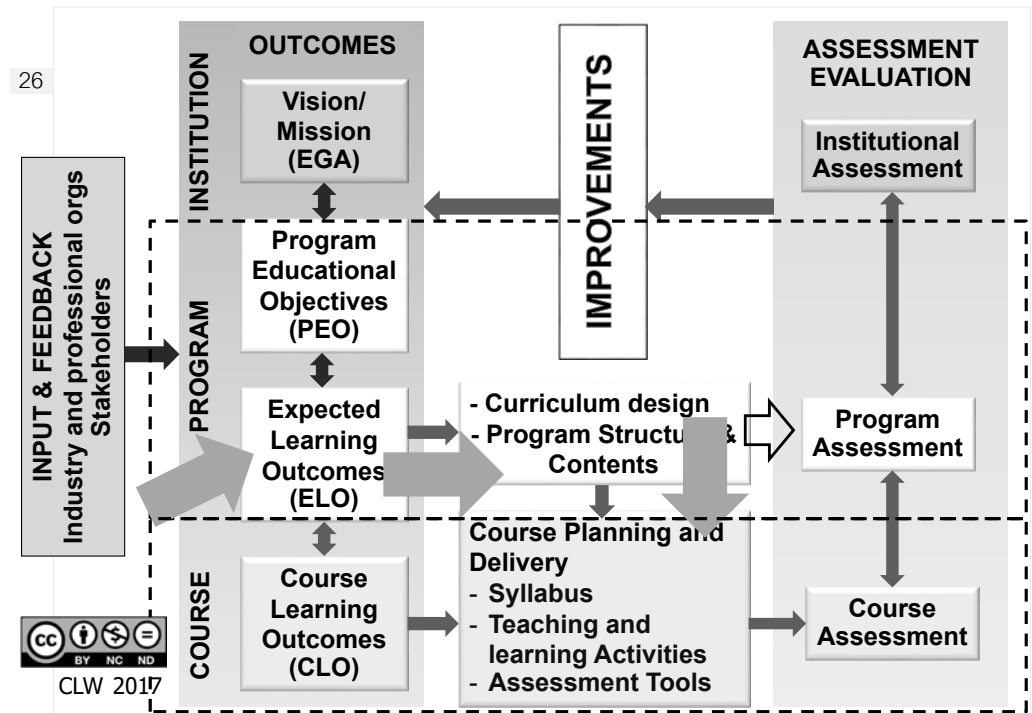 26
INPUT & FEEDBACK
Industry and professional orgs
Stakeholders
OUTCOMES
INSTITUTION
Vision/
Mission
(EGA)
PROGRAM
Program
Educational
Objectives
(PEO)
Expected
Learning
Outcomes
(ELO)
COURSE
Course
Learning
Outcomes
(CLO)
IMPROVEMENTS
- Curriculum design
- Program Structure &
Contents
Course Planning and
Delivery
- Syllabus
- Teaching and
learning Activities
- Assessment Tools
ASSESSMENT
EVALUATION
Institutional
Assessment
Program
Assessment
Course
Assessment
cc
BY NC ND
CLW 2017